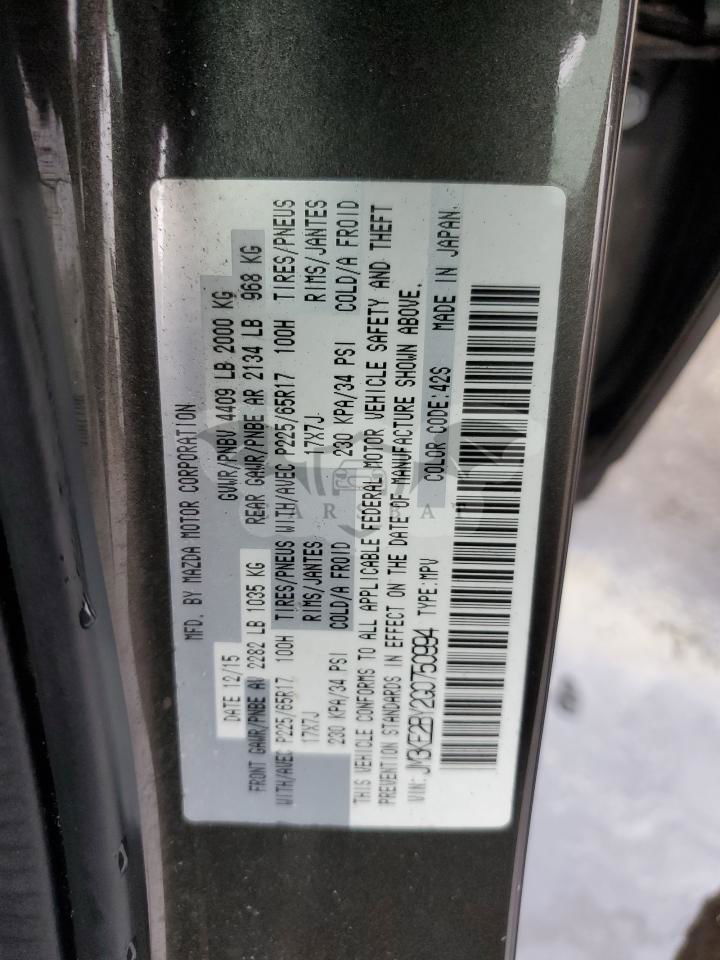 MFD. BY MAZDA MOTOR CORPORATION
DATE 12/15 GVWR/PNBV 4409 LB 2000 KG
FRONT GAWR/PNBE AV 2282 LB 1035 KG REAR GAWR/PNBE AR 2134 LB 968 KG
WITH/AVEC P225/65R17 100H TIRES/PNEUS WITH/AVEC P225/65R17 100H TIRES/PNEUS
17X7J RIMS/JANTES 17X7J RIMS/JANTES
230 KPA/34 PSI COLD/A FROID 230 KPA/34 PSI COLD/A FROID
THIS VEHICLE CONFORMS TO ALL APPLICABLE FEDERAL MOTOR VEHICLE SAFETY AND THEFT
PREVENTION STANDARDS IN EFFECT ON THE DATE OF MANUFACTURE SHOWN ABOVE.
VIN: JM3KE2BY2G0750994 TYPE:MPV COLOR CODE:42S MADE IN JAPAN
CARSBAT